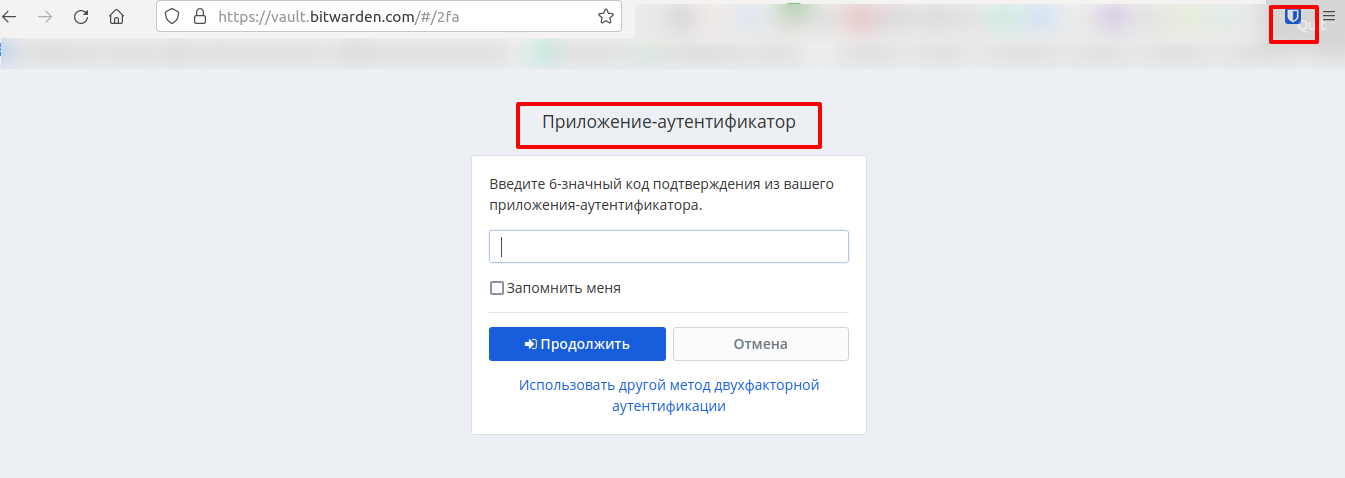 https://vault.bitwarden.com/#/2fa
Приложение-аутентификатор
Введите 6-значный код подтверждения из вашего
приложения-аутентификатора.
Запомнить меня
Продолжить
Отмена
Использовать другой метод двухфакторной
аутентификации